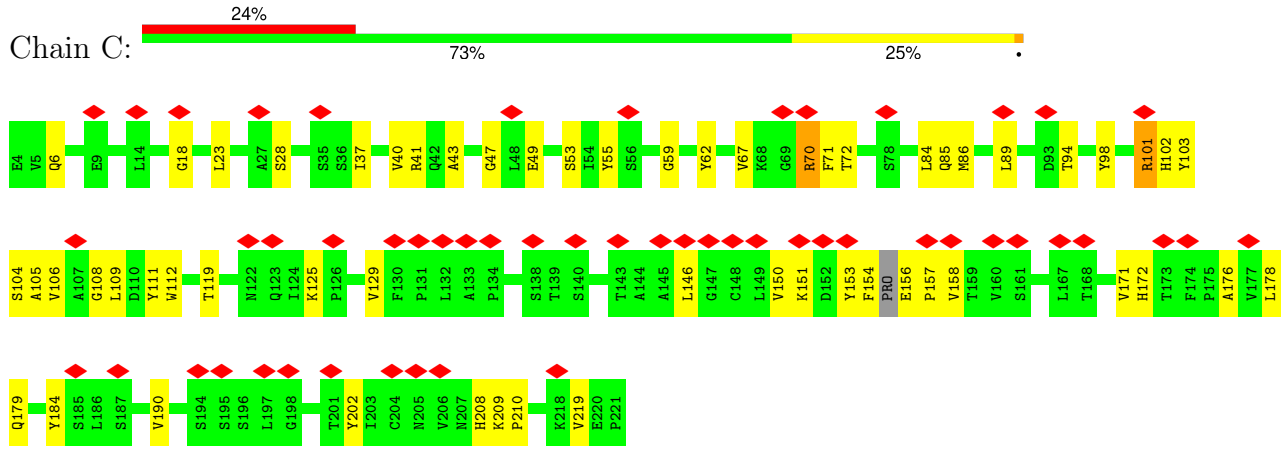 24%
Chain C:
73% 25% •
E4 V5 Q6 E9 L14 G18 L23 A27 S28 S35 S36 I37 V40 R41 Q42 A43 G47 L48 E49 S53 I54 Y55 S56 G59 Y62 V67 K68 G69 R70 F71 T72 S78 L84 Q85 M86 L89 D93 T94 Y98 R101 H102 Y103
S104 A105 V106 A107 G108 L109 D110 Y111 W112 T119 N122 Q123 I124 K125 P126 V129 F130 P131 L132 A133 P134 S138 T139 S140 T143 A144 A145 L146 G147 C148 L149 V150 K151 D152 Y153 F154 PRO E156 P157 V158 T159 V160 S161 L167 T168 V171 H172 T173 F174 P175 A176 V177 L178
Q179 Y184 S185 L186 S187 V190 S194 S195 S196 L197 G198 T201 Y202 I203 C204 N205 V206 N207 H208 K209 P210 K218 V219 E220 P221